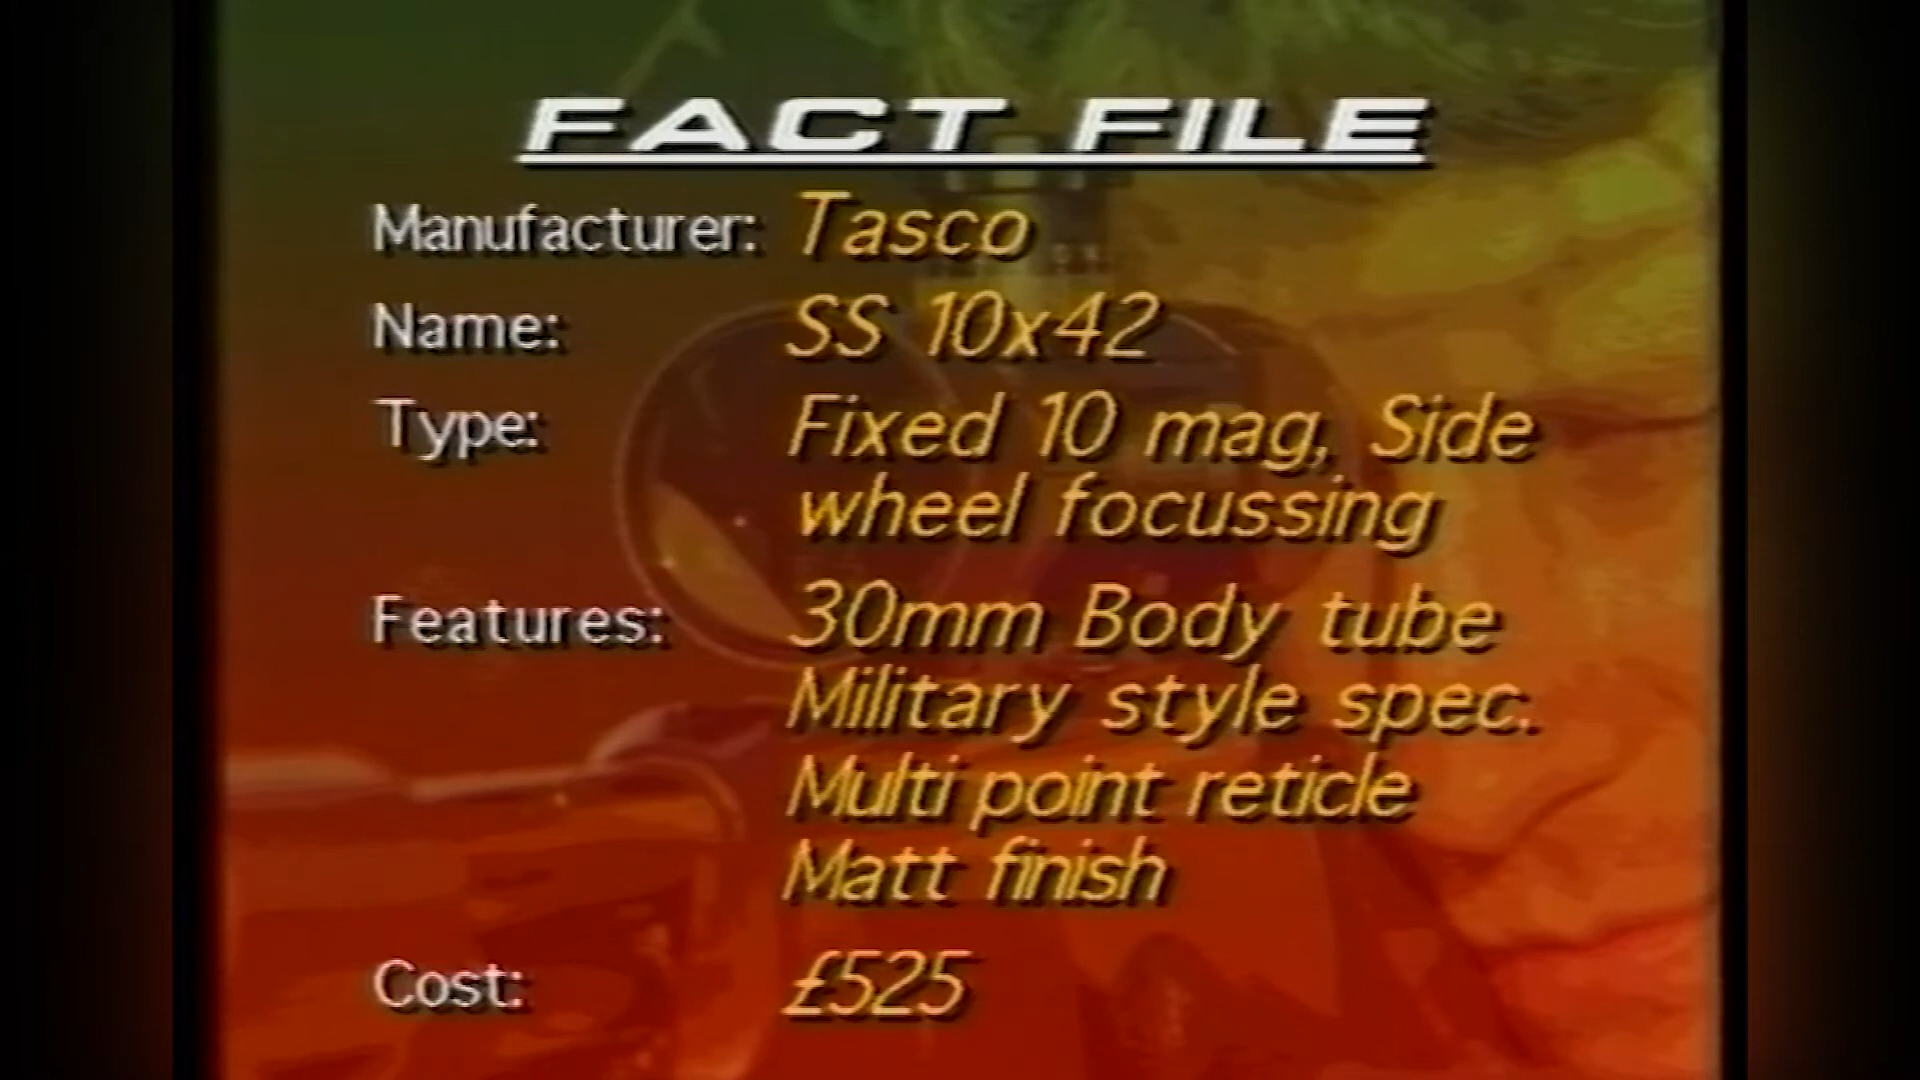 FACT FILE
Manufacturer: Tasco
Name: SS 10x42
Type: Fixed 10 mag, Side
wheel focussing
Features: 30mm Body tube
Military style spec.
Multi point reticle
Matt finish
Cost: £525